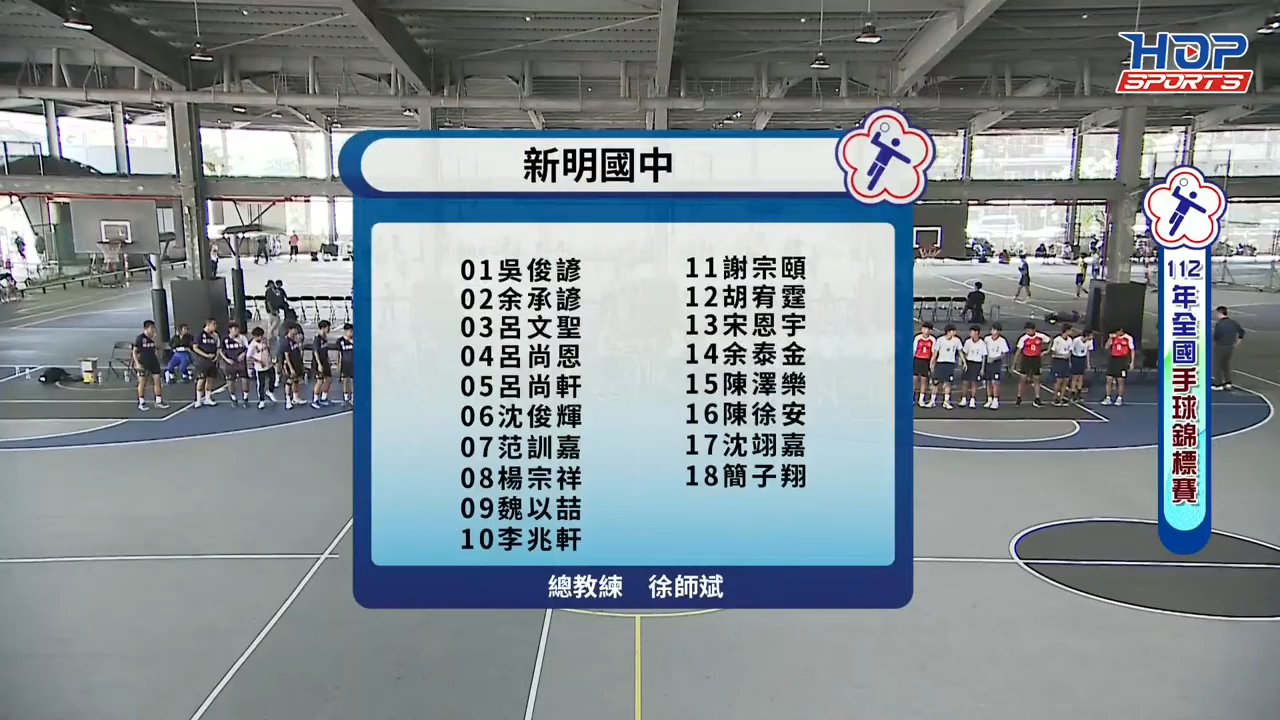 HOP
SPORTS
新明國中
01吳俊諺
02余承諺
03呂文聖
04呂尚恩
05呂尚軒
06沈俊輝
07范訓嘉
08楊宗祥
09魏以喆
10李兆軒
11謝宗頤
12胡宥霆
13宋恩宇
14余泰金
15陳澤樂
16陳徐安
17沈翊嘉
18簡子翔
總教練 徐師斌
112年全國手球錦標賽